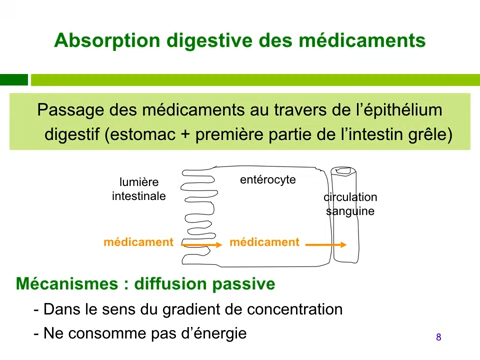 Absorption digestive des médicaments
Passage des médicaments au travers de l'épithélium
digestif (estomac + première partie de l'intestin grêle)
lumière
intestinale
entérocyte
circulation
sanguine
médicament
médicament
Mécanismes : diffusion passive
- Dans le sens du gradient de concentration
- Ne consomme pas d'énergie
8